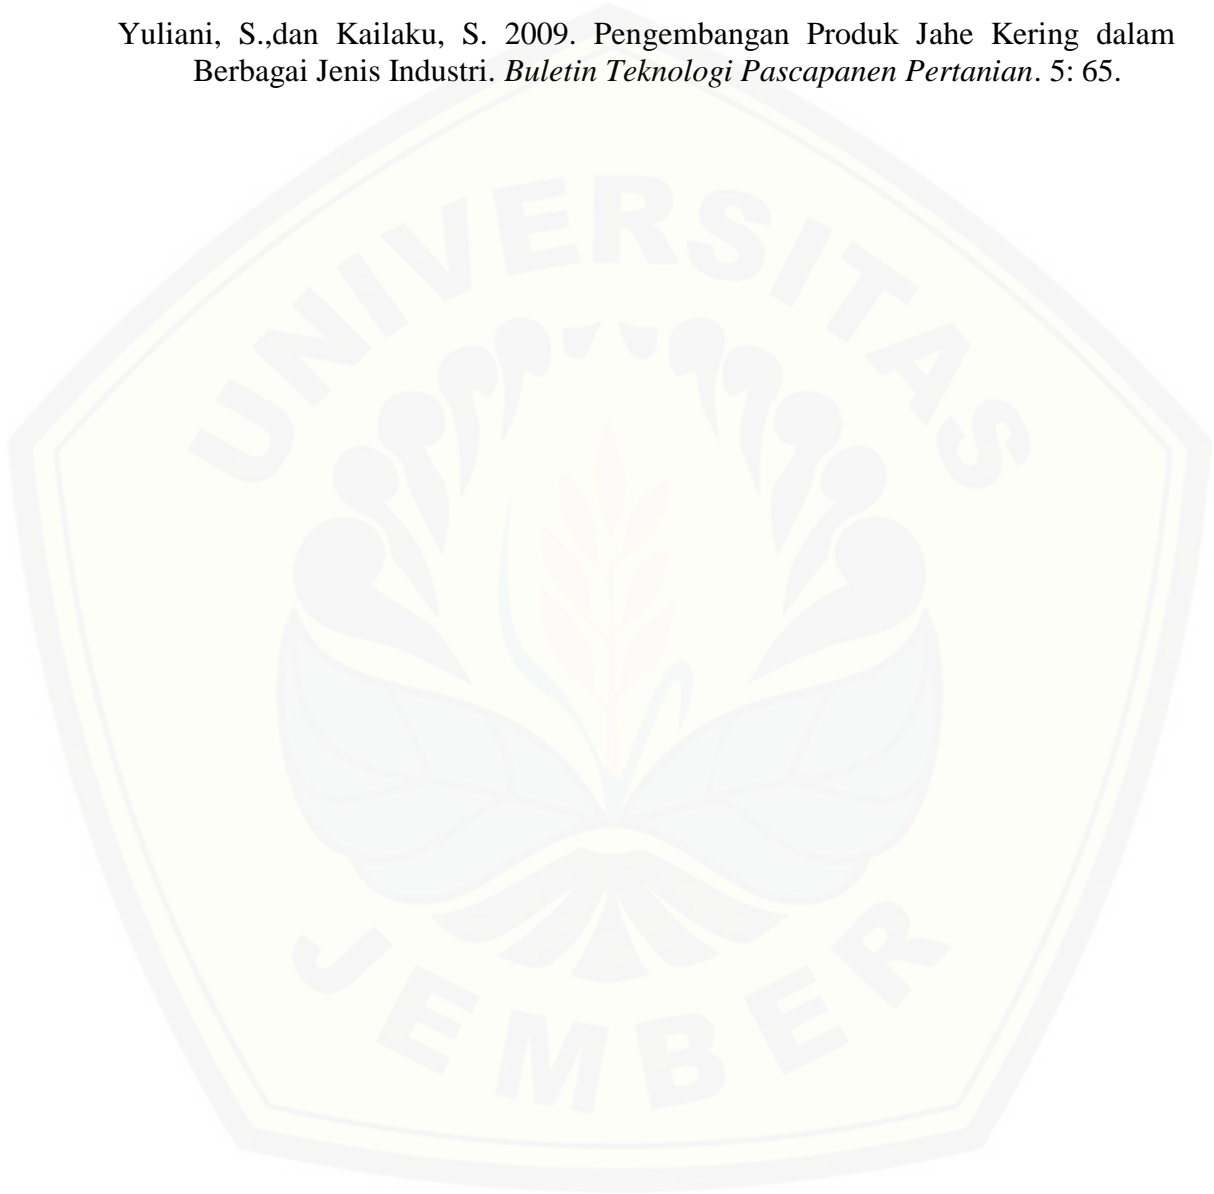 Yuliani, S.,dan Kailaku, S. 2009. Pengembangan Produk Jahe Kering dalam
Berbagai Jenis Industri. Buletin Teknologi Pascapanen Pertanian. 5: 65.
UNIVERSITAS
JEMBER